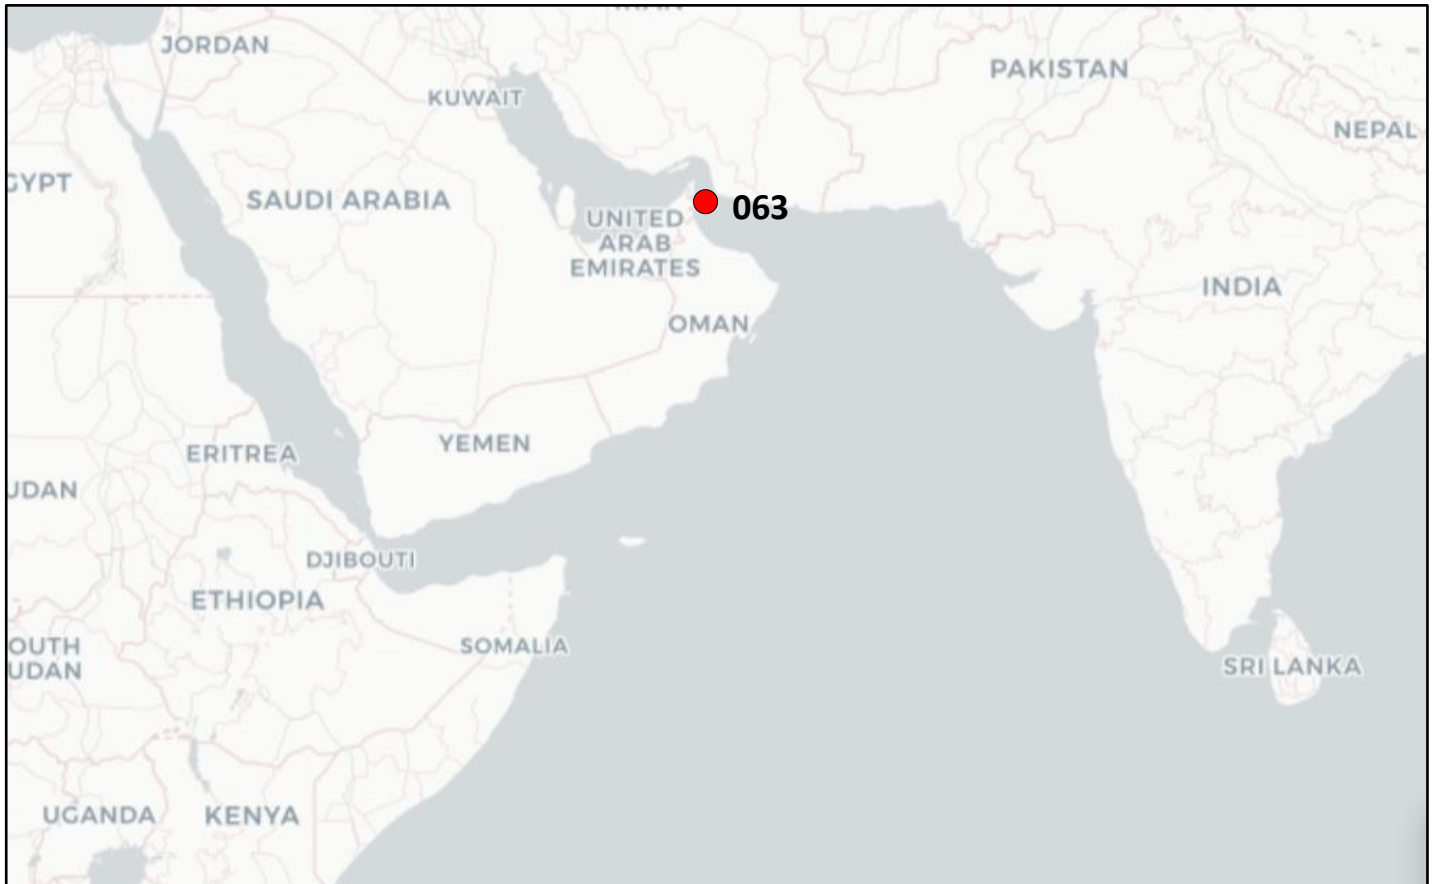 IRAN
JORDAN
PAKISTAN
KUWAIT
NEPAL
GYPT
SAUDI ARABIA
063
UNITED
ARAB
EMIRATES
INDIA
OMAN
YEMEN
ERITREA
UDAN
DJIBOUTI
ETHIOPIA
OUTH
UDAN
SOMALIA
SRI LANKA
UGANDA
KENYA